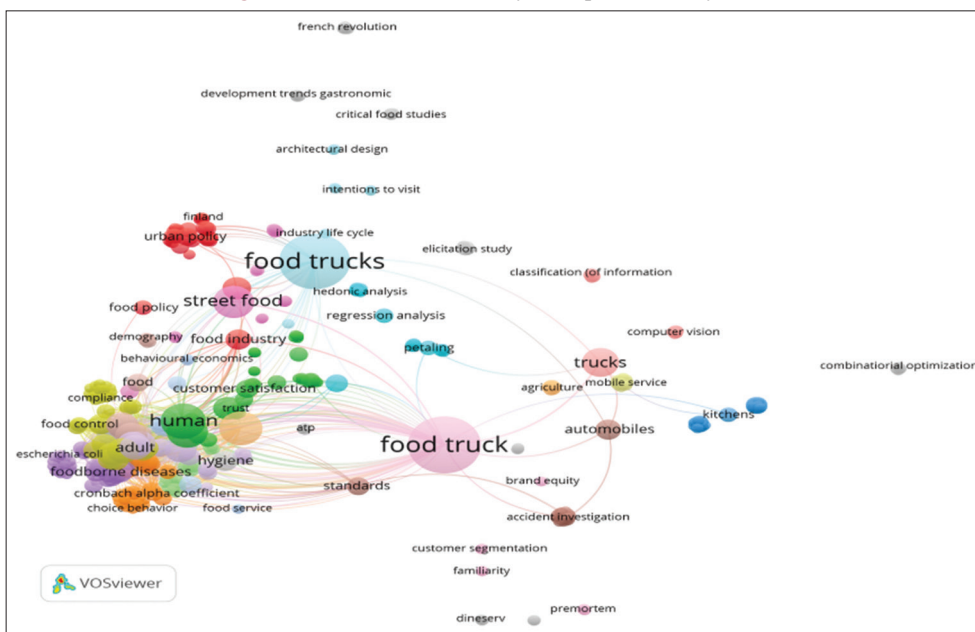 french revolution
development trends gastronomic
critical food studies
architectural design
intentions to visit
finland
urban policy
industry life cycle
elicitation study
food trucks
classification (of information
hedonic analysis
street food
food policy
regression analysis
computer vision
demography
food industry
petaling
behavioural economics
trucks
combinatorial optimization
food
customer satisfaction
agriculture
mobile service
compliance
trust
kitchens
food control
human
atp
automobiles
adult
food truck
escherichia coli
hygiene
foodborne diseases
brand equity
cronbach alpha coefficient
standards
choice behavior
food service
accident investigation
customer segmentation
familiarity
VOSviewer
premortem
dineserv